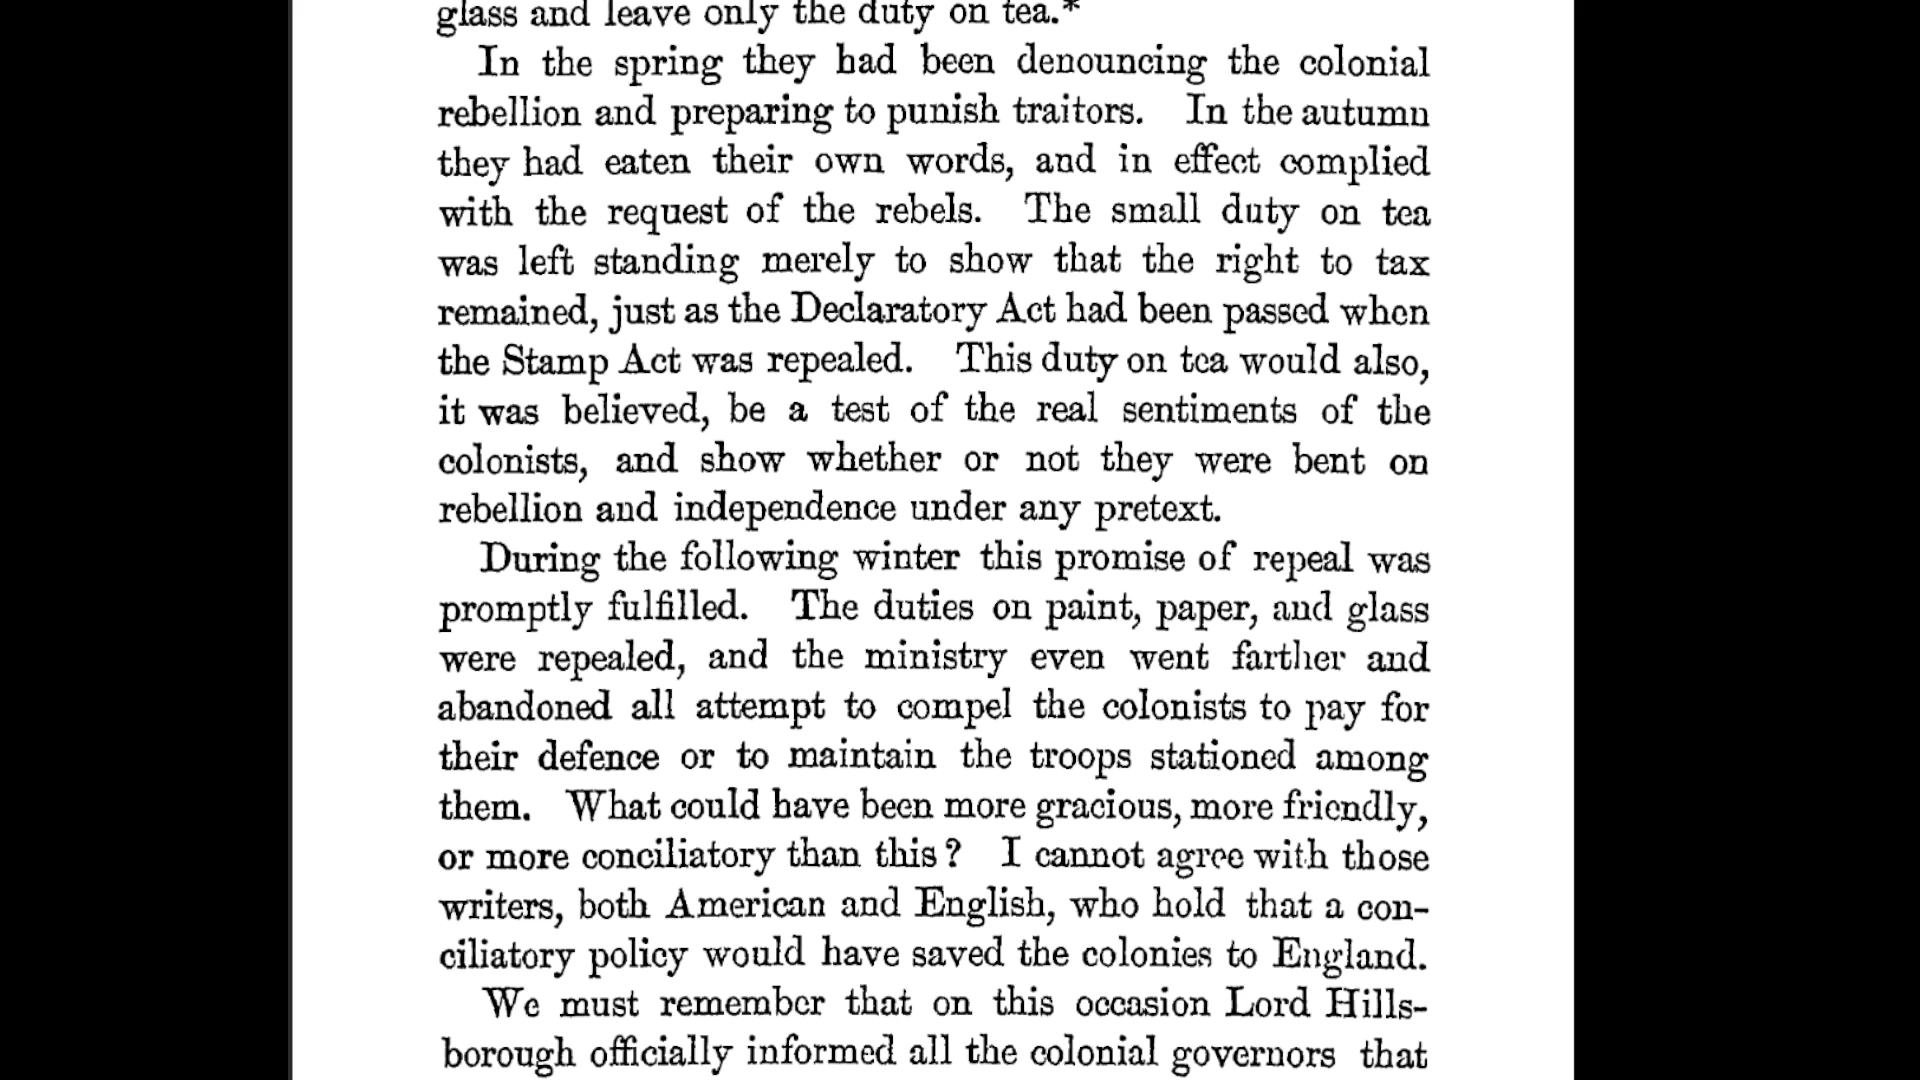 glass and leave only the duty on tea.*
In the spring they had been denouncing the colonial
rebellion and preparing to punish traitors. In the autumn
they had eaten their own words, and in effect complied
with the request of the rebels. The small duty on tea
was left standing merely to show that the right to tax
remained, just as the Declaratory Act had been passed when
the Stamp Act was repealed. This duty on tea would also,
it was believed, be a test of the real sentiments of the
colonists, and show whether or not they were bent on
rebellion and independence under any pretext.
During the following winter this promise of repeal was
promptly fulfilled. The duties on paint, paper, and glass
were repealed, and the ministry even went farther and
abandoned all attempt to compel the colonists to pay for
their defence or to maintain the troops stationed among
them. What could have been more gracious, more friendly,
or more conciliatory than this? I cannot agree with those
writers, both American and English, who hold that a con-
ciliatory policy would have saved the colonies to England.
We must remember that on this occasion Lord Hills-
borough officially informed all the colonial governors that